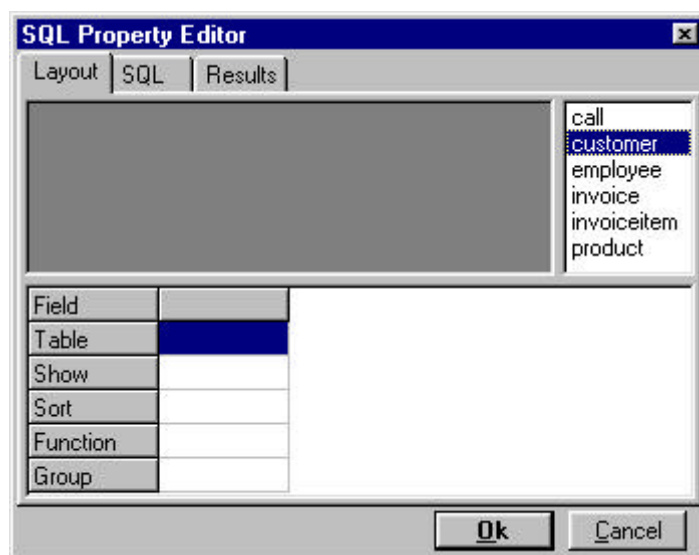 SQL Property Editor
Layout SQL Results
call
customer
employee
invoice
invoiceitem
product
Field
Table
Show
Sort
Function
Group
Ok Cancel